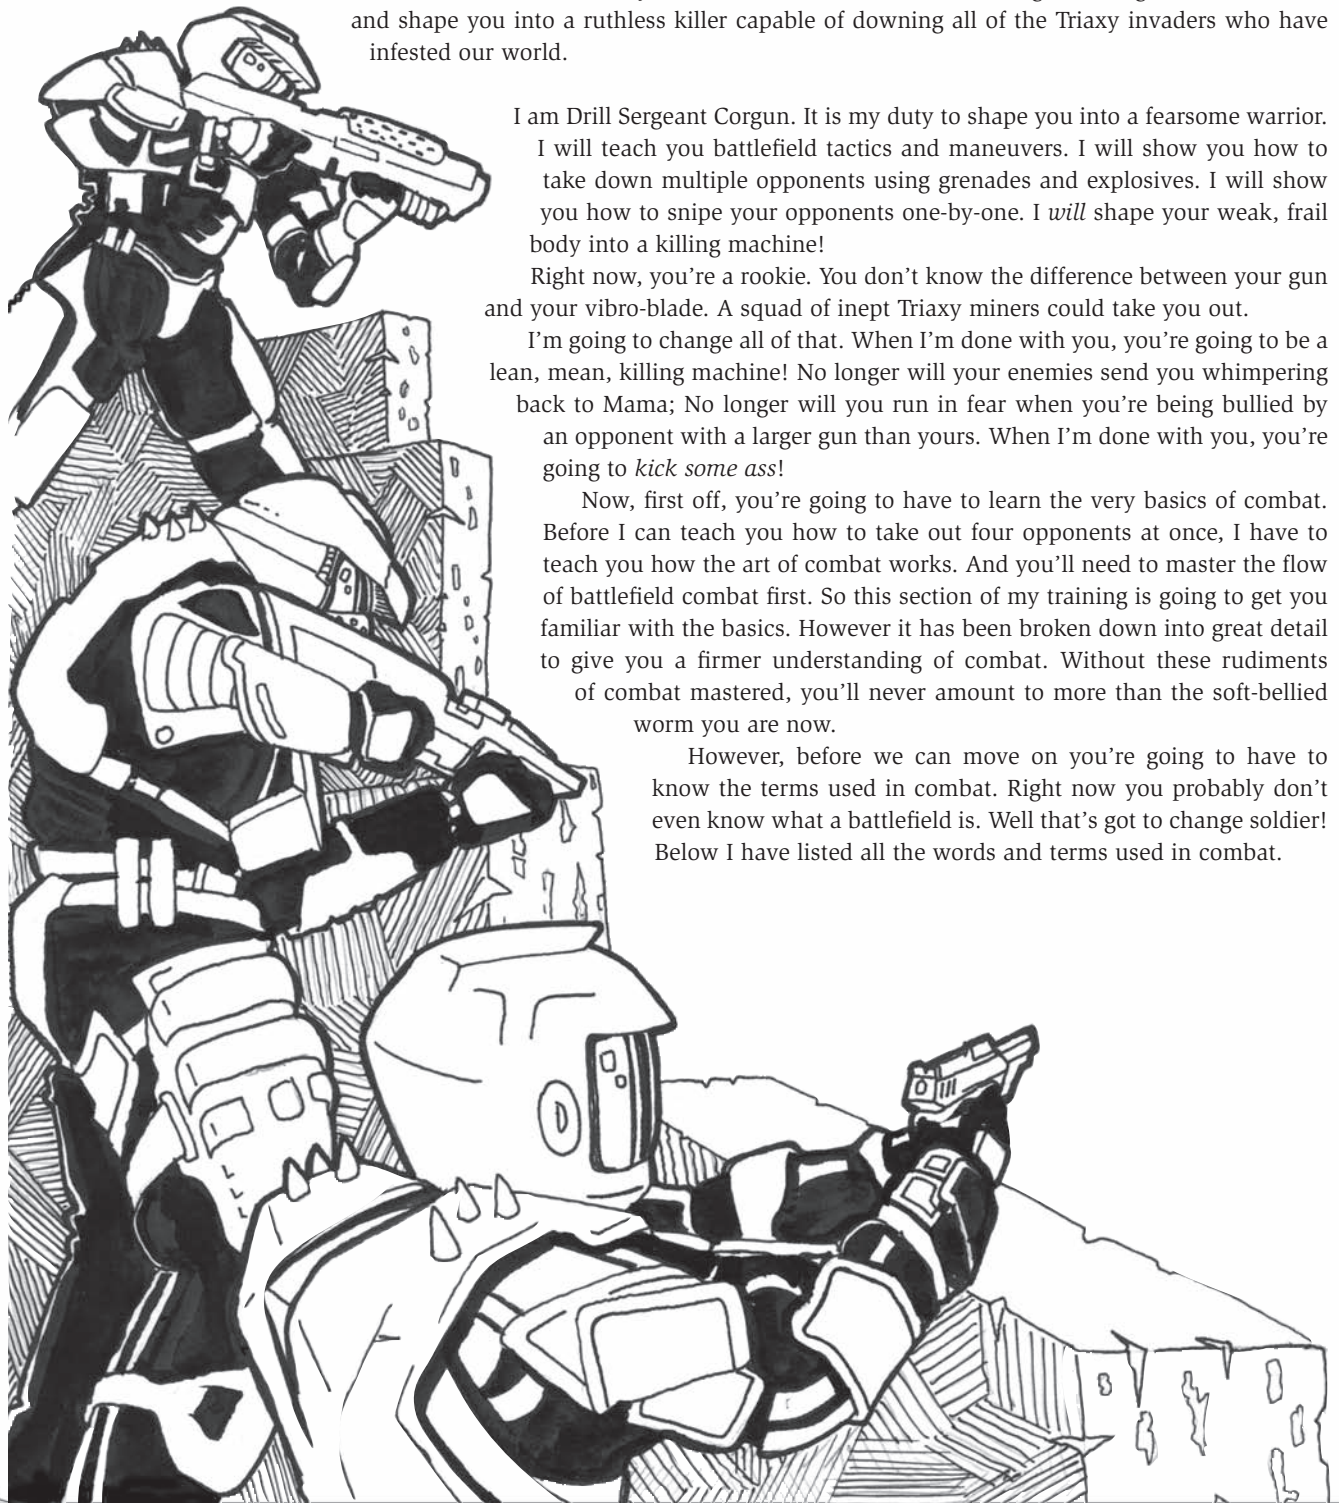 and shape you into a ruthless killer capable of downing all of the Triaxy invaders who have
infested our world.
I am Drill Sergeant Corgun. It is my duty to shape you into a fearsome warrior.
I will teach you battlefield tactics and maneuvers. I will show you how to
take down multiple opponents using grenades and explosives. I will show
you how to snipe your opponents one-by-one. I will shape your weak, frail
body into a killing machine!
Right now, you’re a rookie. You don’t know the difference between your gun
and your vibro-blade. A squad of inept Triaxy miners could take you out.
I’m going to change all of that. When I’m done with you, you’re going to be a
lean, mean, killing machine! No longer will your enemies send you whimpering
back to Mama; No longer will you run in fear when you’re being bullied by
an opponent with a larger gun than yours. When I’m done with you, you’re
going to kick some ass!
Now, first off, you’re going to have to learn the very basics of combat.
Before I can teach you how to take out four opponents at once, I have to
teach you how the art of combat works. And you’ll need to master the flow
of battlefield combat first. So this section of my training is going to get you
familiar with the basics. However it has been broken down into great detail
to give you a firmer understanding of combat. Without these rudiments
of combat mastered, you’ll never amount to more than the soft-bellied
worm you are now.
However, before we can move on you’re going to have to
know the terms used in combat. Right now you probably don’t
even know what a battlefield is. Well that’s got to change soldier!
Below I have listed all the words and terms used in combat.